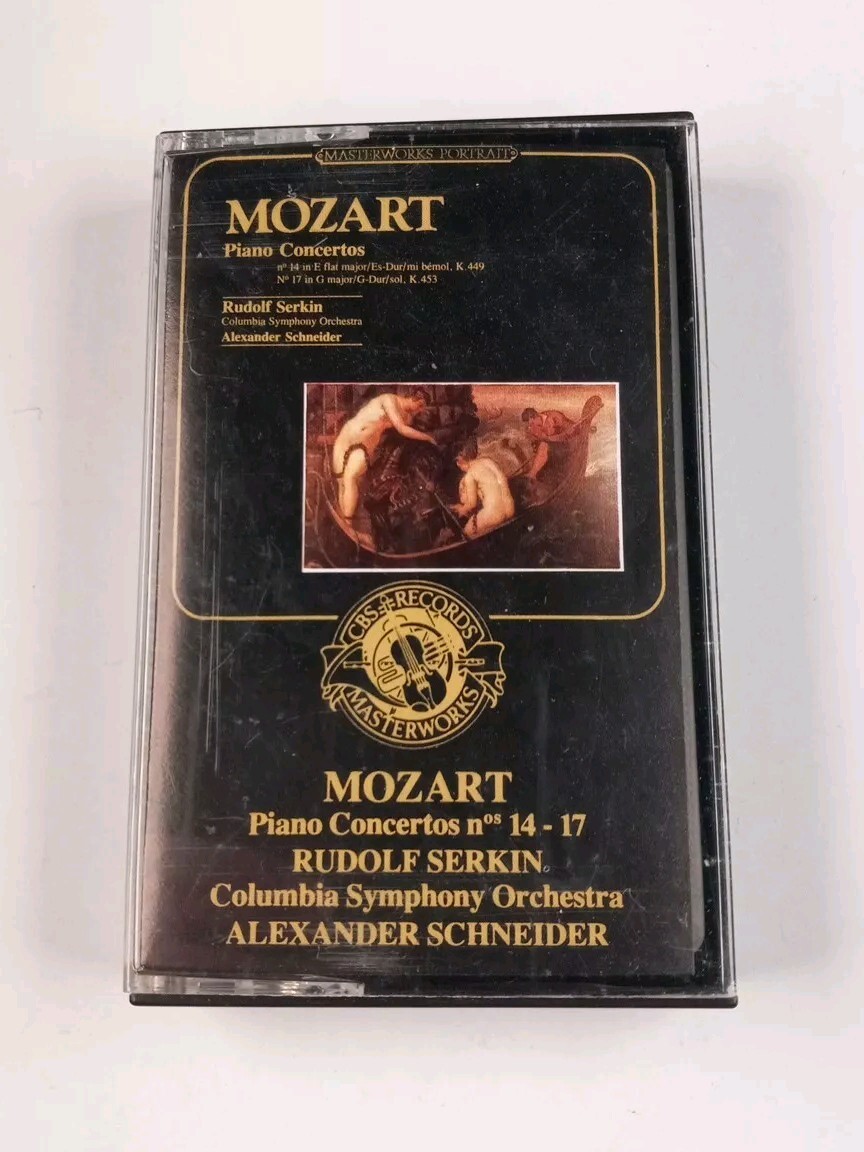 MASTERWORKS PORTRAIT
MOZART
Piano Concertos
nº 14 in E flat major/Es-Dur/mi bémol, K.449
Nº 17 in G major/G-Dur/sol, K.453
Rudolf Serkin
Columbia Symphony Orchestra
Alexander Schneider
CBS RECORDS
MASTERWORKS
MOZART
Piano Concertos nᵒˢ 14 - 17
RUDOLF SERKIN
Columbia Symphony Orchestra
ALEXANDER SCHNEIDER